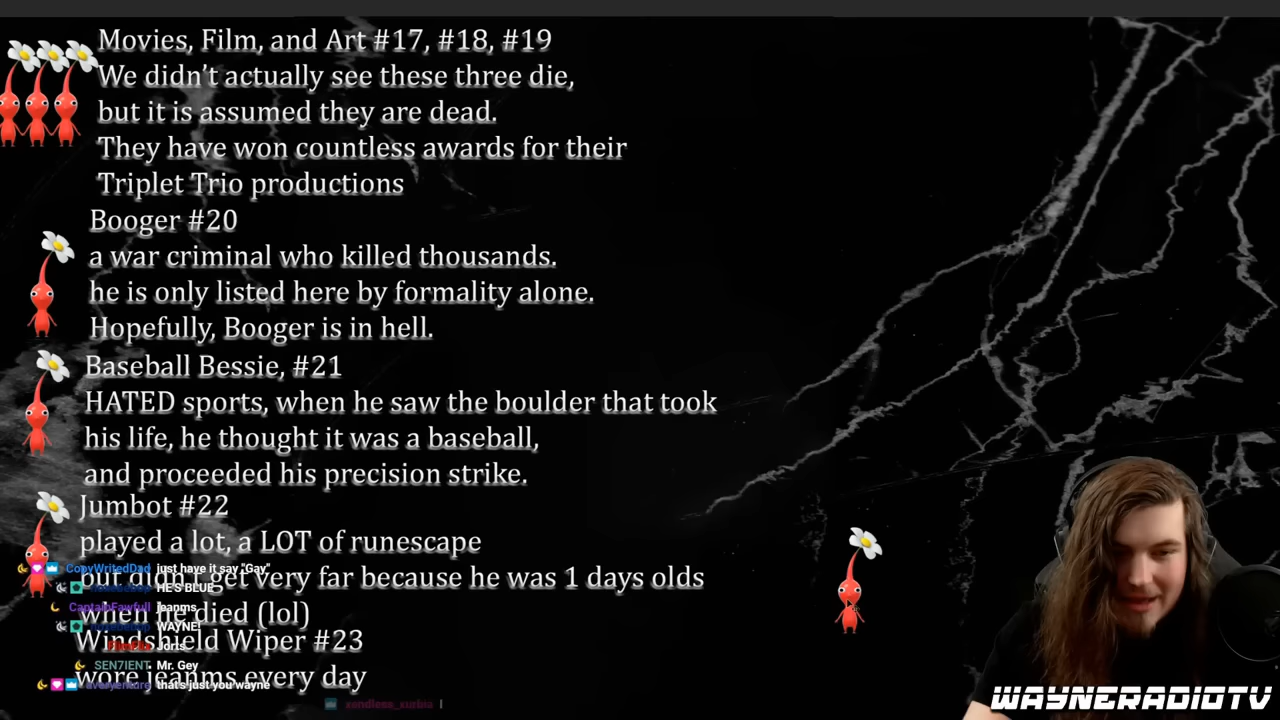 Movies, Film, and Art #17, #18, #19
We didn't actually see these three die,
but it is assumed they are dead.
They have won countless awards for their
Triplet Trio productions
Booger #20
a war criminal who killed thousands.
he is only listed here by formality alone.
Hopefully, Booger is in hell.
Baseball Bessie, #21
HATED sports, when he saw the boulder that took
his life, he thought it was a baseball,
and proceeded his precision strike.
Jumbot #22
played a lot, a LOT of runescape
but didn't get very far because he was 1 days olds
when he died (lol)
Windshield Wiper #23
wore jeanms every day
CopyWritedDad just have it say "Gay"
HE'S BLUE
CaptainFawfull jeanms
WAYNE!
Jorts
SEN7IENT Mr. Gey
that's just you wayne
WAYNERADIOTV